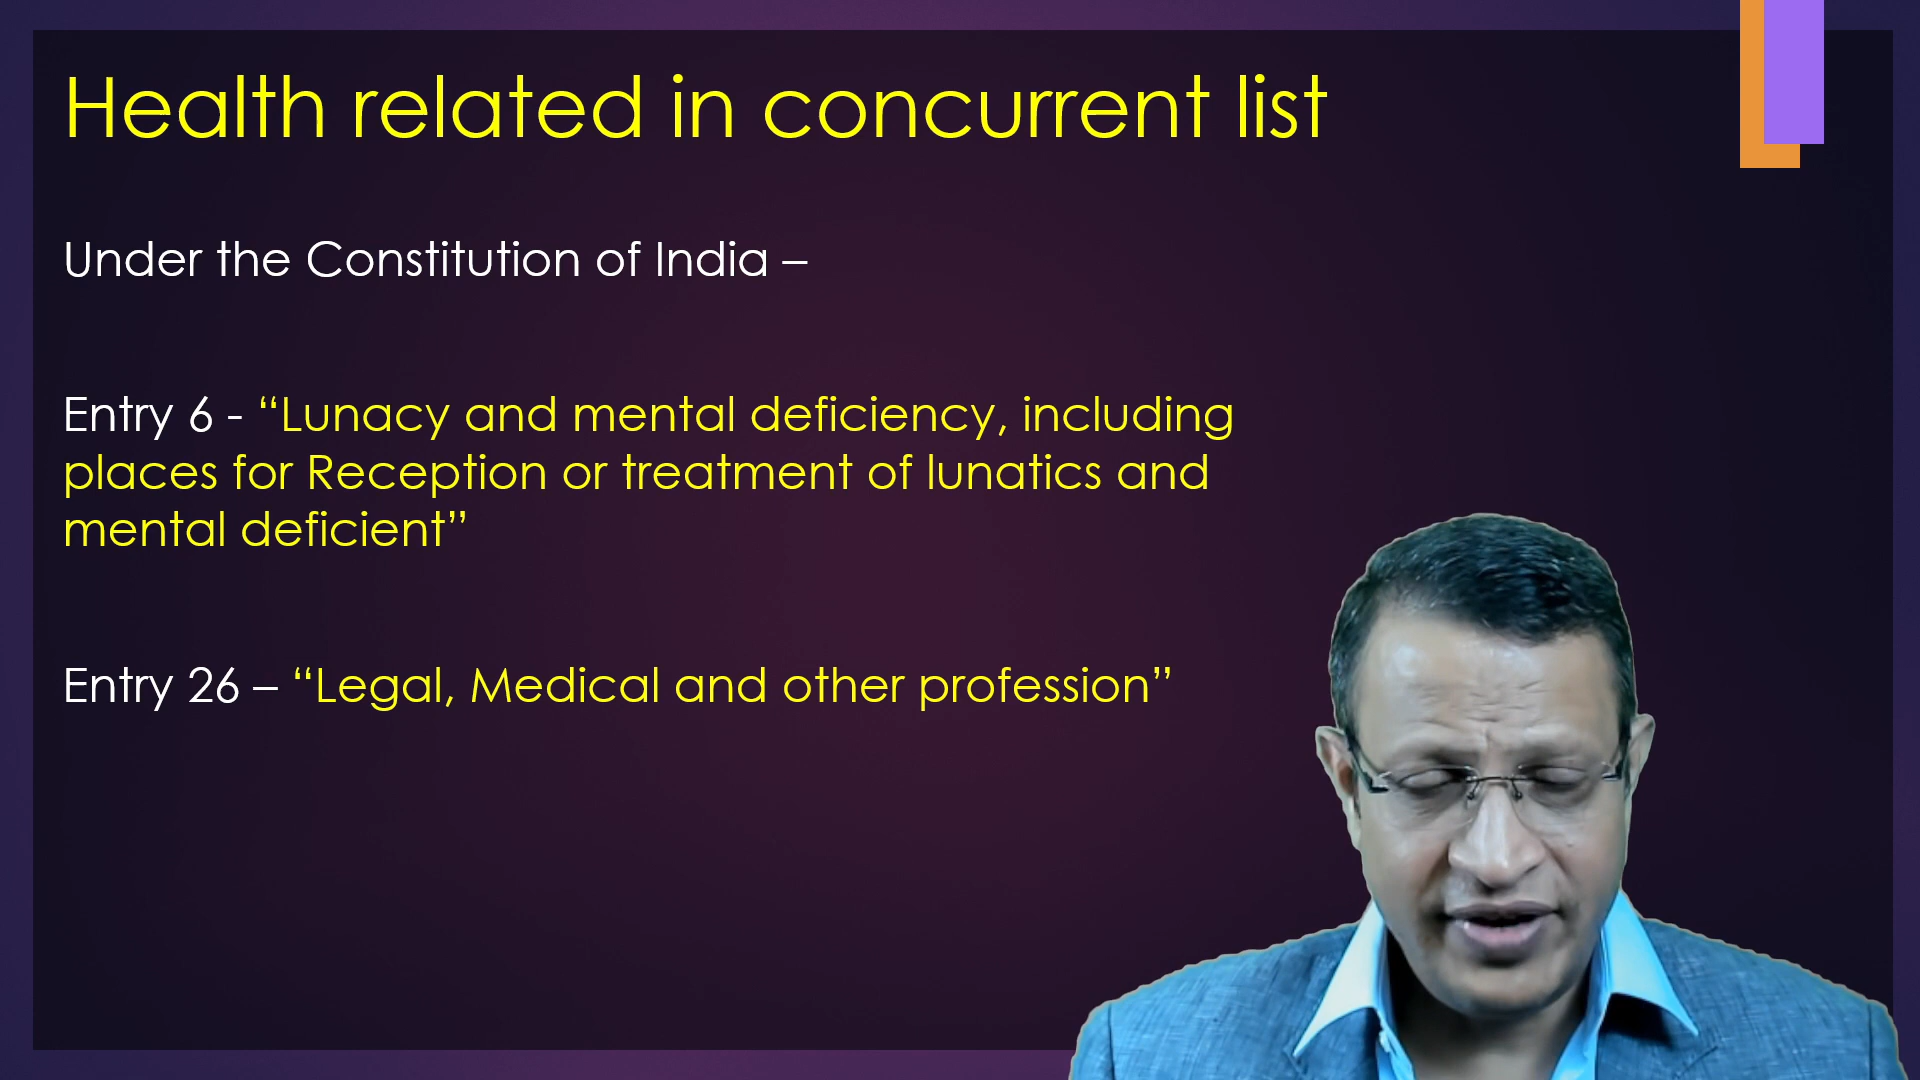 Health related in concurrent list
Under the Constitution of India –
Entry 6 - “Lunacy and mental deficiency, including
places for Reception or treatment of lunatics and
mental deficient”
Entry 26 – “Legal, Medical and other profession”